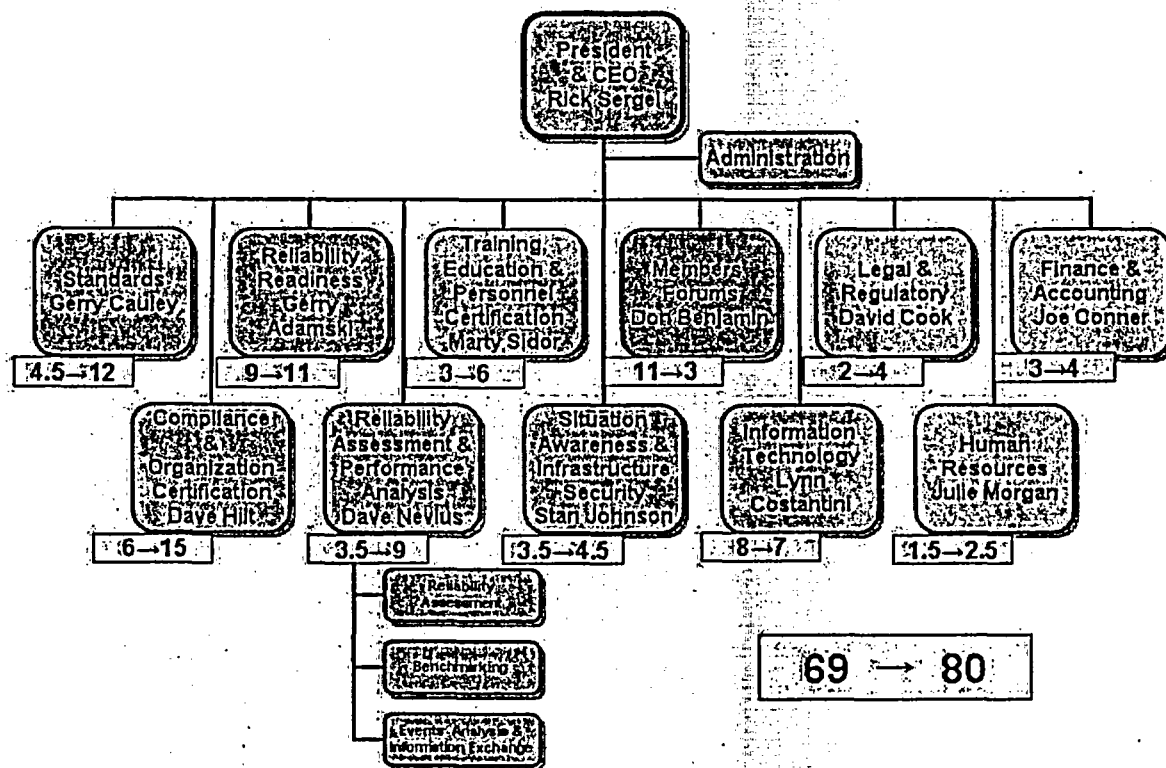 President
& CEO
Rick Sergel
Administration
Standards
Gerry Cauley
4.5→12
Reliability
Readiness
Gerry
Adamski
9→11
Training,
Education &
Personnel
Certification
Marty Sidor
3→6
Members
Forums
Don Benjamin
11→3
Legal &
Regulatory
David Cook
2→4
Finance &
Accounting
Joe Conner
3→4
Compliance
&
Organization
Certification
Dave Hilt
6→15
Reliability
Assessment &
Performance
Analysis
Dave Nevius
3.5→9
Situation
Awareness &
Infrastructure
Security
Stan Johnson
3.5→4.5
Information
Technology
Lynn
Costantini
8→7
Human
Resources
Julie Morgan
1.5→2.5
Reliability
Assessment
Benchmarking
Events Analysis &
Information Exchange
69 → 80